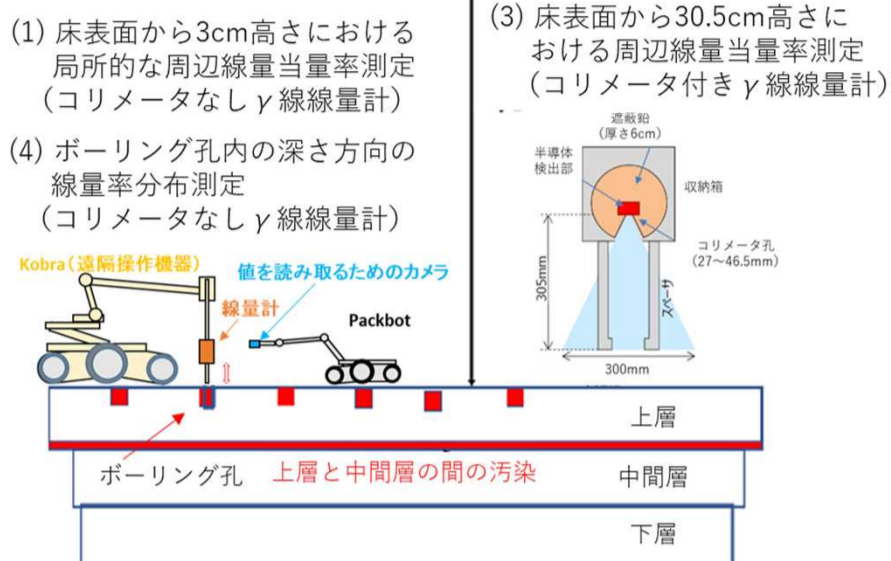 (1) 床表面から3cm高さにおける
局所的な周辺線量当量率測定
（コリメータなしγ線線量計）
(4) ボーリング孔内の深さ方向の
線量率分布測定
（コリメータなしγ線線量計）
(3) 床表面から30.5cm高さに
おける周辺線量当量率測定
（コリメータ付きγ線線量計）
遮蔽鉛
(厚さ6cm)
半導体
検出部
収納箱
コリメータ孔
(27～46.5mm)
305mm
スペーサ
300mm
Kobra（遠隔操作機器）
値を読み取るためのカメラ
線量計
Packbot
上層
ボーリング孔
上層と中間層の間の汚染
中間層
下層